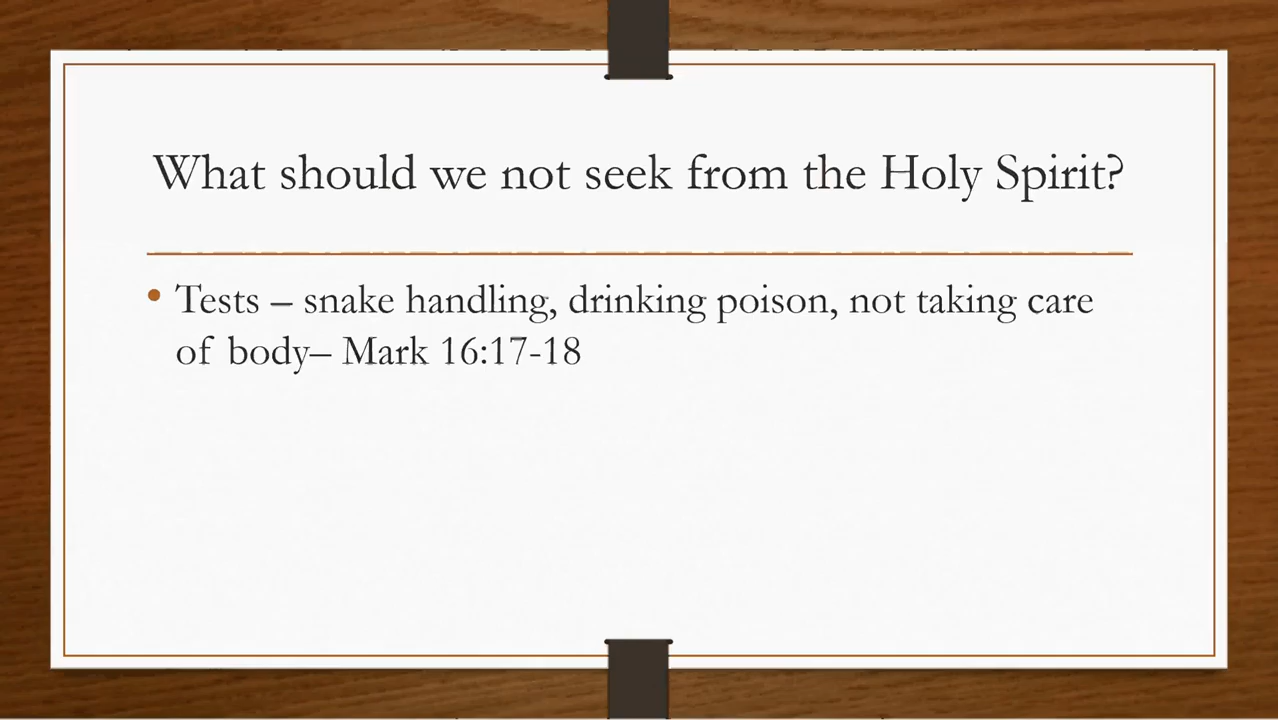 What should we not seek from the Holy Spirit?
• Tests – snake handling, drinking poison, not taking care
of body– Mark 16:17-18